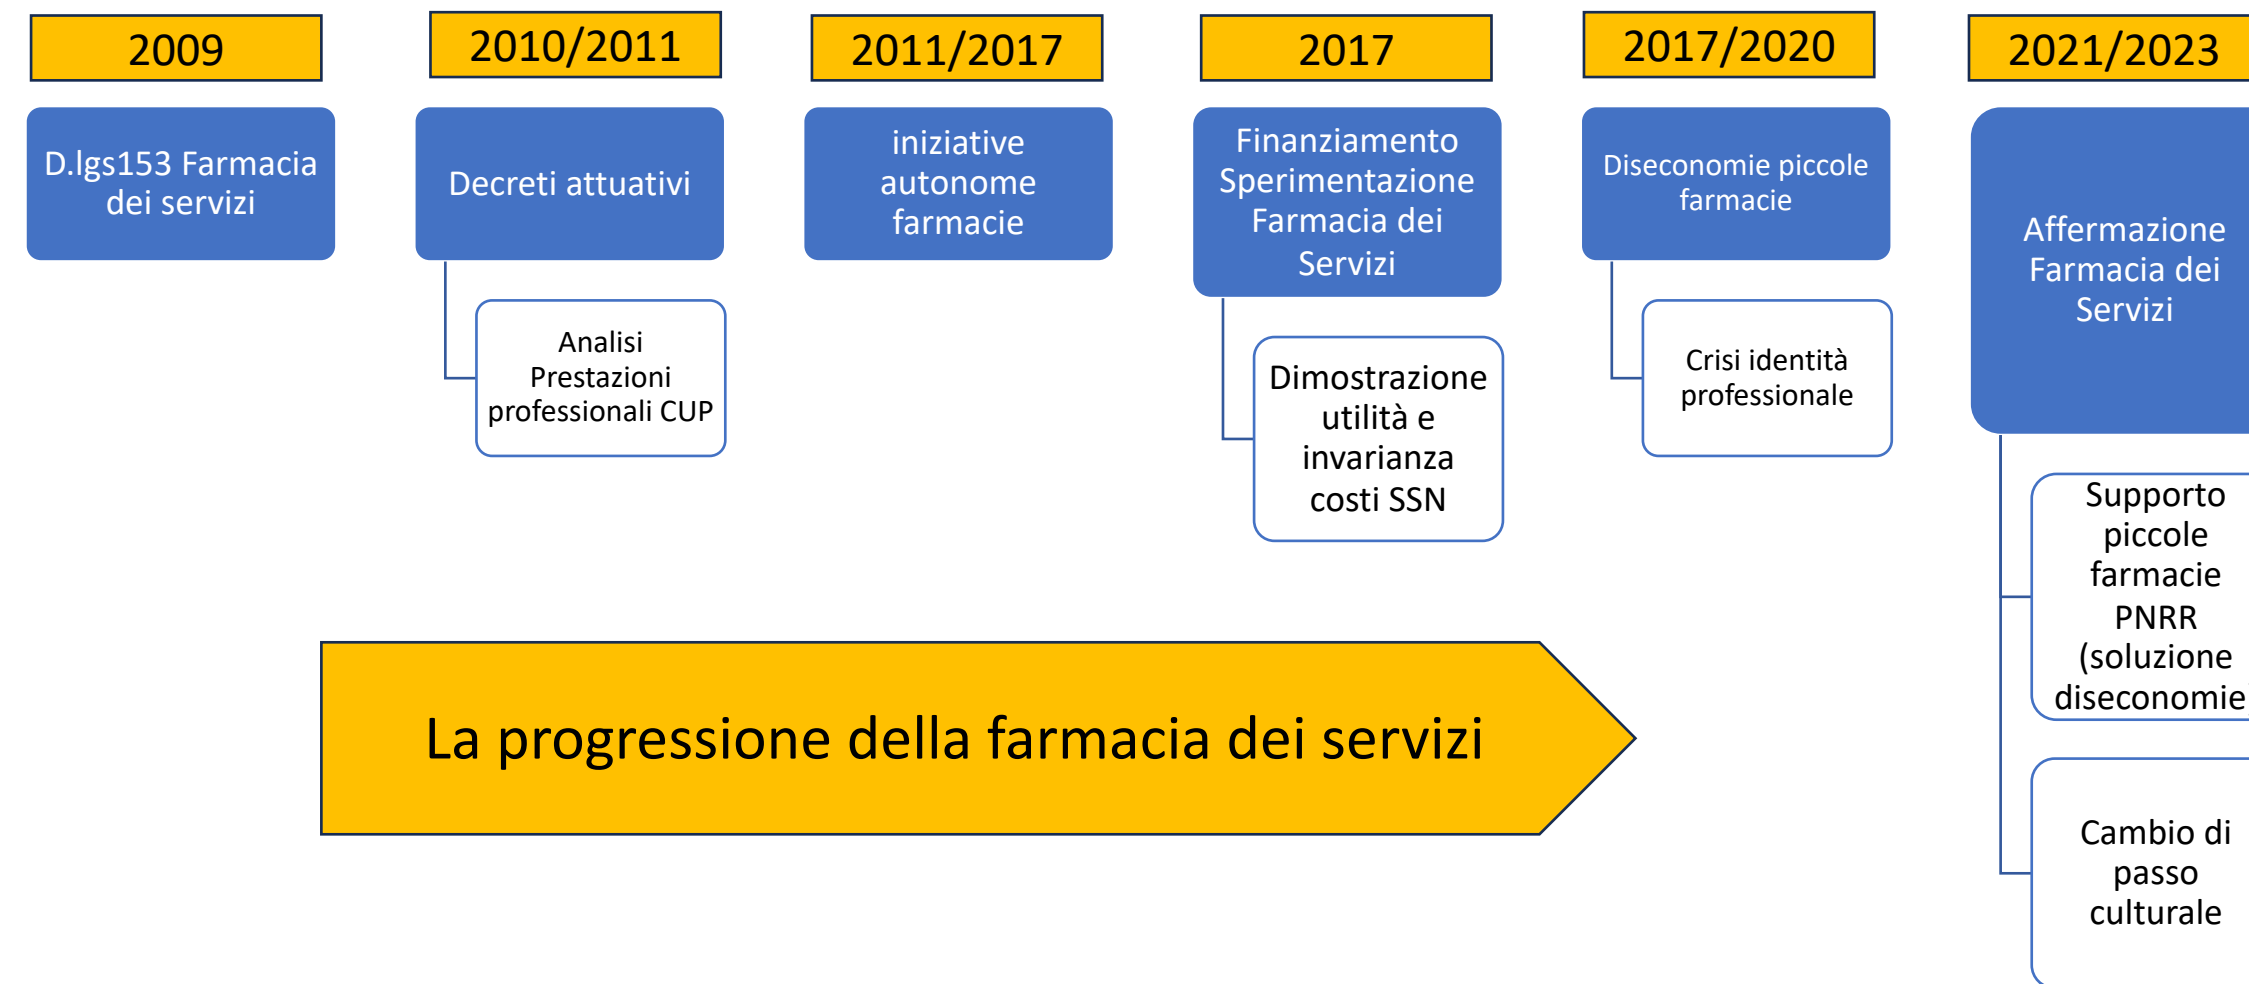 2009
D.lgs153 Farmacia
dei servizi
2010/2011
Decreti attuativi
Analisi
Prestazioni
professionali CUP
2011/2017
iniziative
autonome
farmacie
2017
Finanziamento
Sperimentazione
Farmacia dei
Servizi
Dimostrazione
utilità e
invarianza
costi SSN
2017/2020
Diseconomie piccole
farmacie
Crisi identità
professionale
2021/2023
Affermazione
Farmacia dei
Servizi
Supporto
piccole
farmacie
PNRR
(soluzione
diseconomie)
Cambio di
passo
culturale
La progressione della farmacia dei servizi